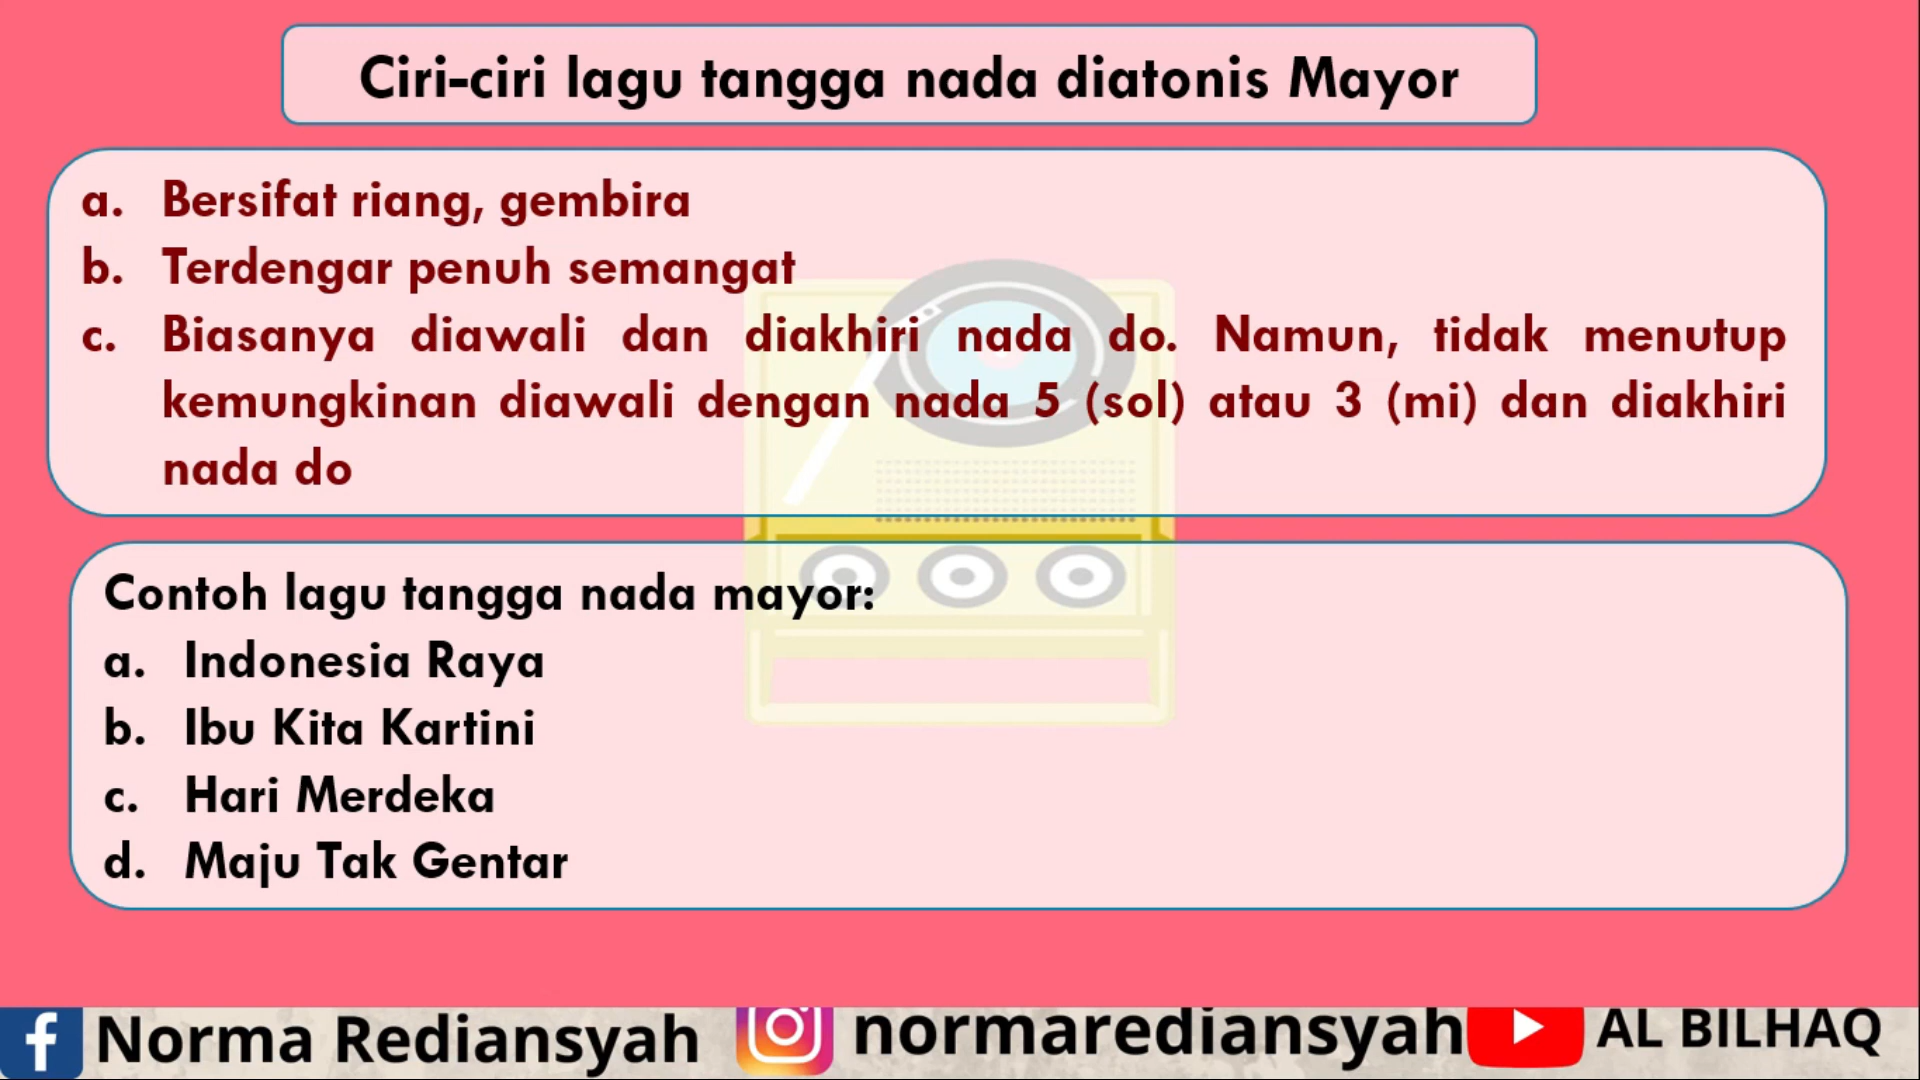 Ciri-ciri lagu tangga nada diatonis Mayor
a. Bersifat riang, gembira
b. Terdengar penuh semangat
c. Biasanya diawali dan diakhiri nada do. Namun, tidak menutup
kemungkinan diawali dengan nada 5 (sol) atau 3 (mi) dan diakhiri
nada do
Contoh lagu tangga nada mayor:
a. Indonesia Raya
b. Ibu Kita Kartini
c. Hari Merdeka
d. Maju Tak Gentar
f Norma Rediansyah normarediansyah AL BILHAQ